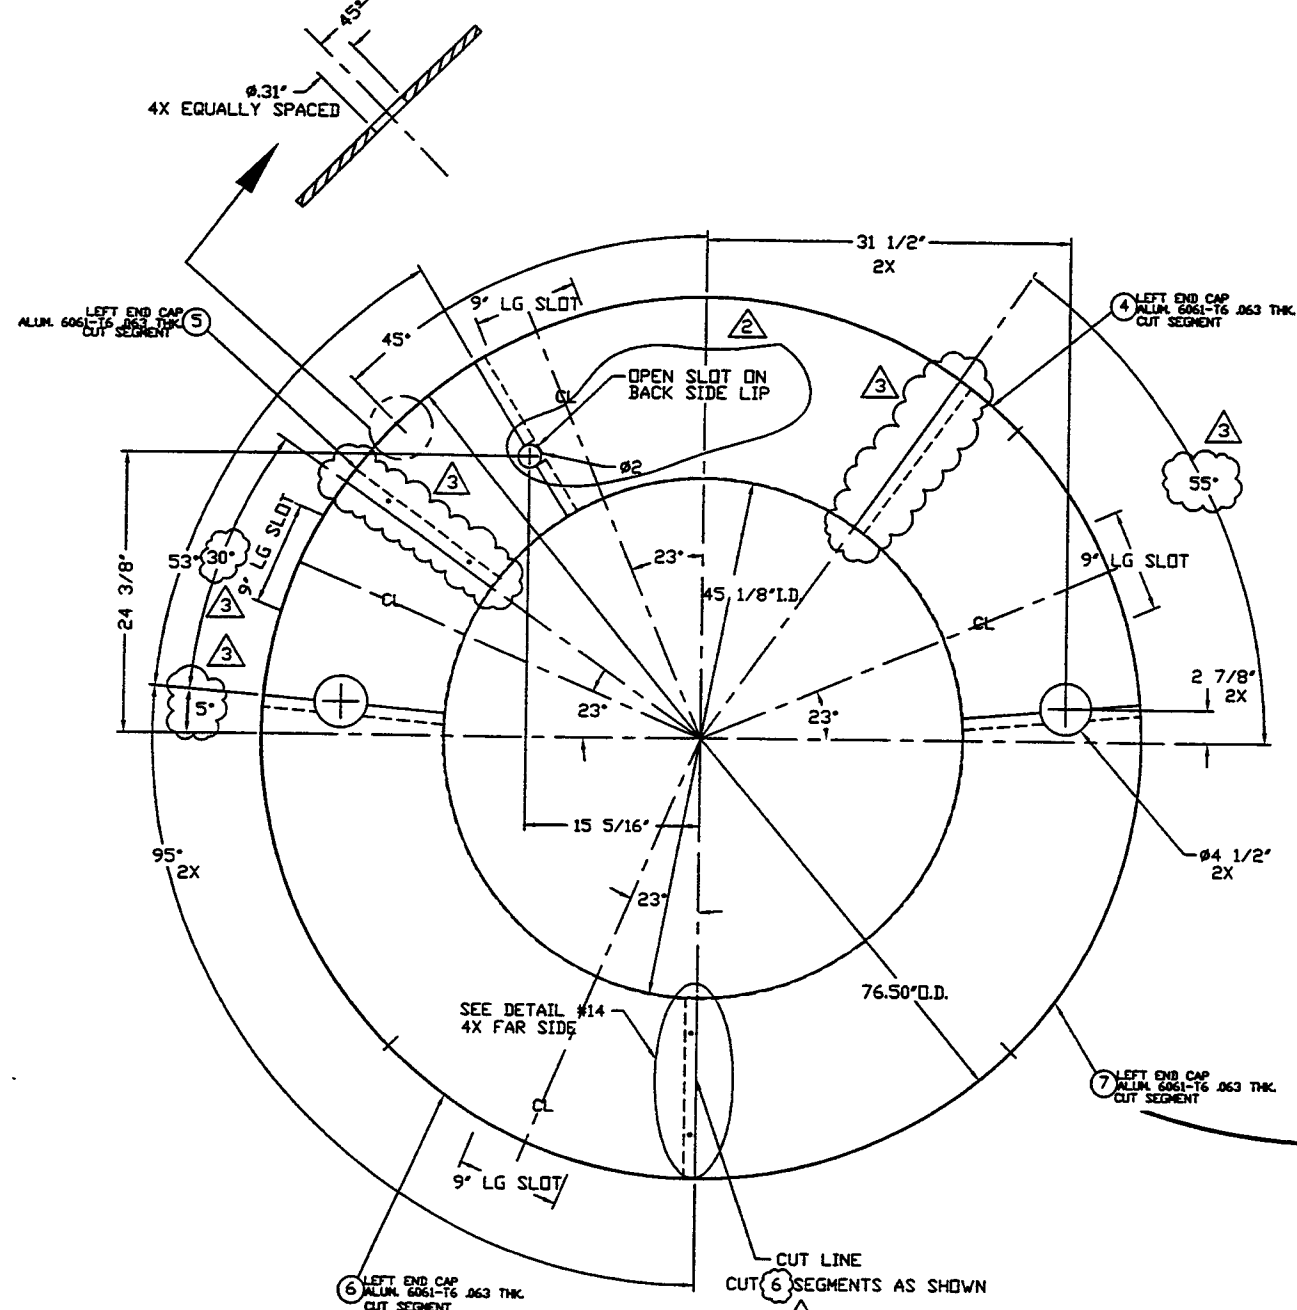 45°
ø.31"
4X EQUALLY SPACED
31 1/2"
2X
9" LG SLOT
LEFT END CAP
ALUM. 6061-T6 .063 THK.
CUT SEGMENT
5
4
LEFT END CAP
ALUM. 6061-T6 .063 THK.
CUT SEGMENT
2
45°
OPEN SLOT ON
BACK SIDE LIP
CL
3
3
ø2
3
55°
9" LG SLOT
53°
30°
24 3/8"
23°
9" LG SLOT
45 1/8"I.D.
3
CL
CL
3
5°
23°
23°
2 7/8"
2X
15 5/16"
95°
2X
ø4 1/2"
2X
23°
76.50"O.D.
SEE DETAIL #14
4X FAR SIDE
7
LEFT END CAP
ALUM. 6061-T6 .063 THK.
CUT SEGMENT
CL
9" LG SLOT
CUT LINE
CUT 6 SEGMENTS AS SHOWN
6
LEFT END CAP
ALUM. 6061-T6 .063 THK.
CUT SEGMENT